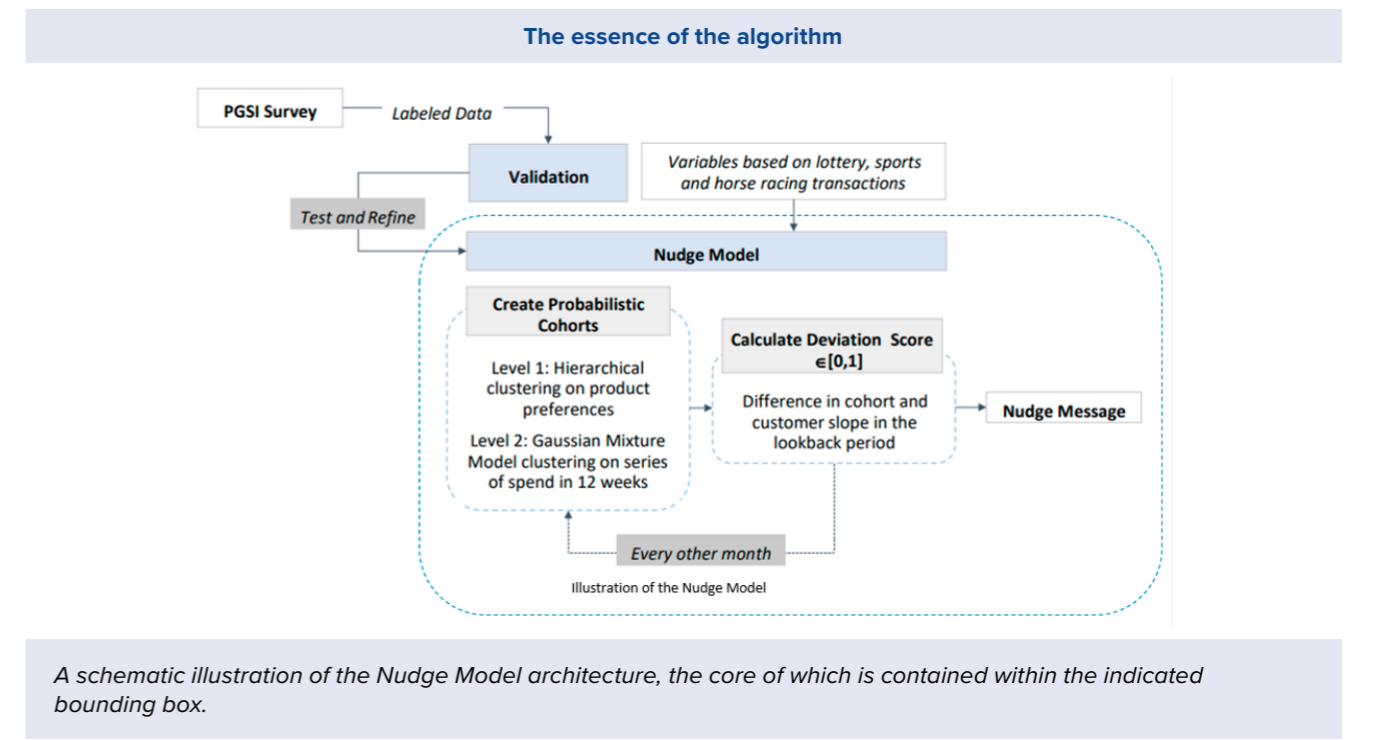 The essence of the algorithm
PGSI Survey
Labeled Data
Validation
Variables based on lottery, sports
and horse racing transactions
Test and Refine
Nudge Model
Create Probabilistic
Cohorts
Level 1: Hierarchical
clustering on product
preferences
Level 2: Gaussian Mixture
Model clustering on series
of spend in 12 weeks
Calculate Deviation Score
∈[0,1]
Difference in cohort and
customer slope in the
lookback period
Nudge Message
Every other month
Illustration of the Nudge Model
A schematic illustration of the Nudge Model architecture, the core of which is contained within the indicated
bounding box.